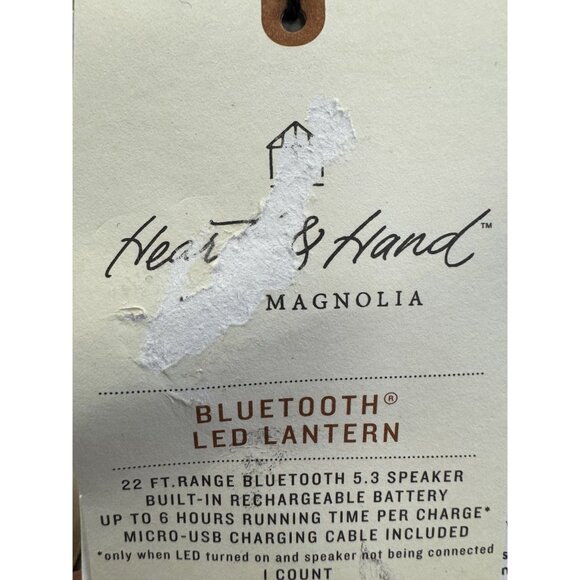 & Hand™
MAGNOLIA
BLUETOOTH®
LED LANTERN
22 FT.RANGE BLUETOOTH 5.3 SPEAKER
BUILT-IN RECHARGEABLE BATTERY
UP TO 6 HOURS RUNNING TIME PER CHARGE*
MICRO-USB CHARGING CABLE INCLUDED
*only when LED turned on and speaker not being connected
1 COUNT